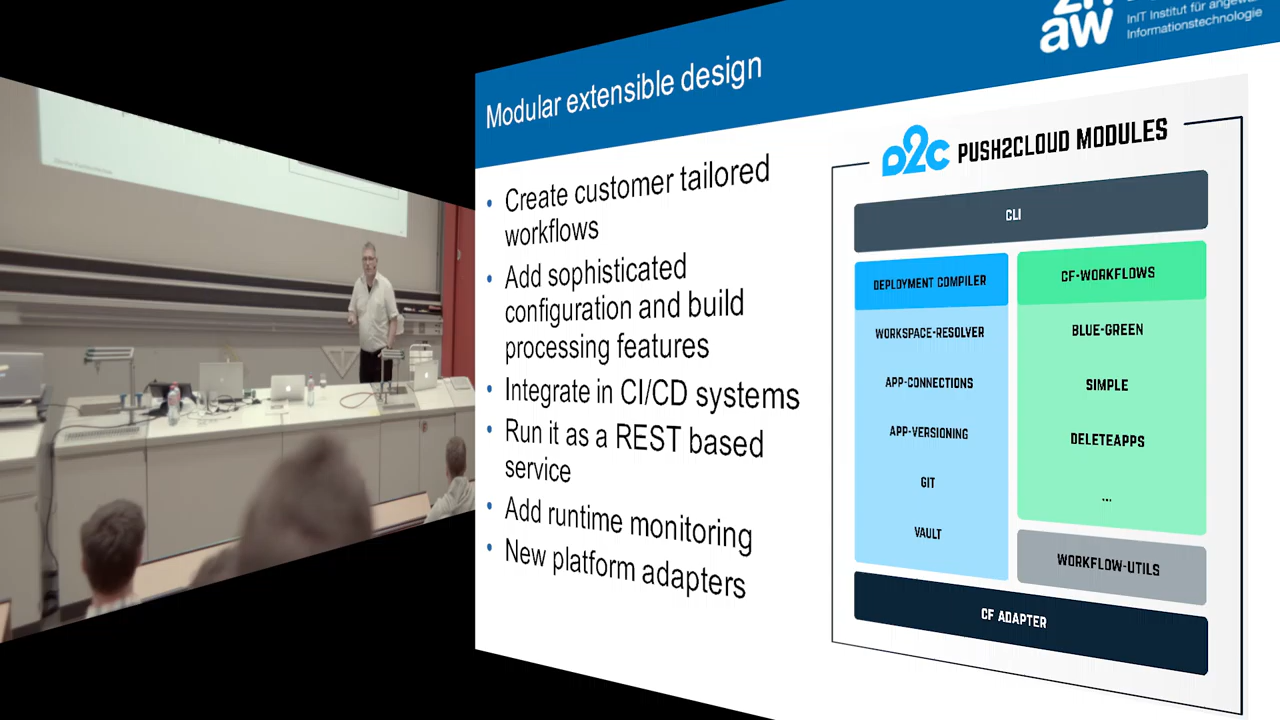 zh
aw
InIT Institut für angewa
Informationstechnologie
Modular extensible design
• Create customer tailored
workflows
• Add sophisticated
configuration and build
processing features
• Integrate in CI/CD systems
• Run it as a REST based
service
• Add runtime monitoring
• New platform adapters
P2C PUSH2CLOUD MODULES
CLI
DEPLOYMENT COMPILER
WORKSPACE-RESOLVER
APP-CONNECTIONS
APP-VERSIONING
GIT
VAULT
CF-WORKFLOWS
BLUE-GREEN
SIMPLE
DELETEAPPS
...
WORKFLOW-UTILS
CF ADAPTER